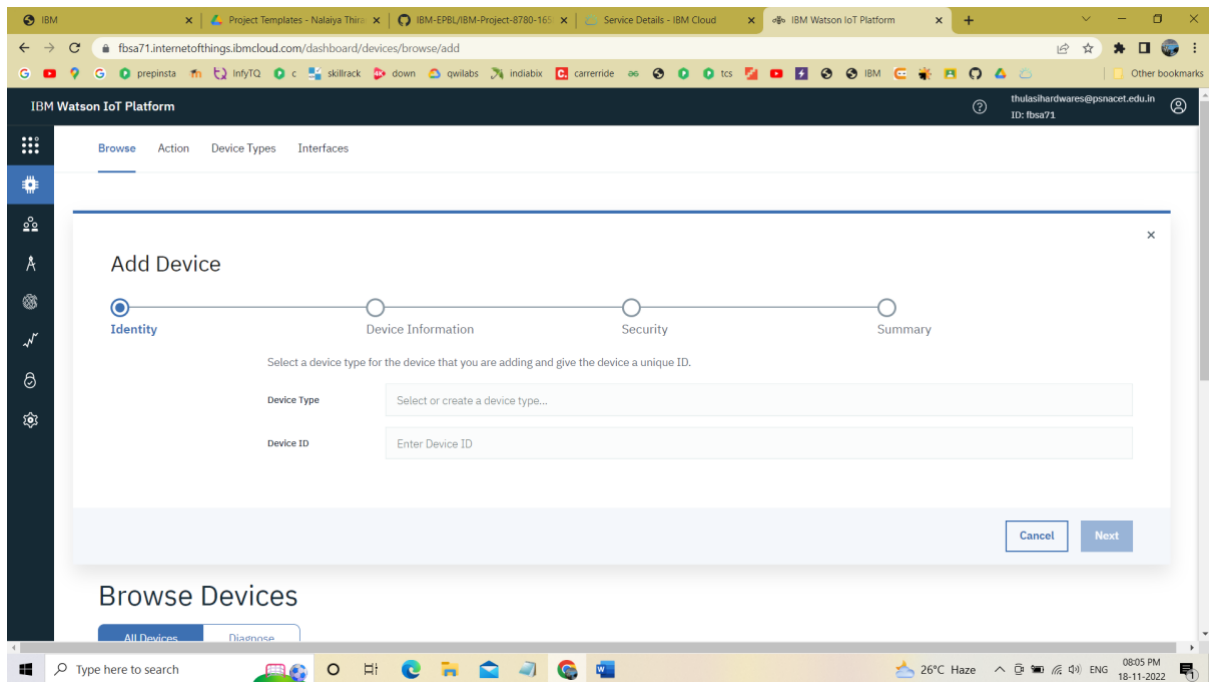 IBM
Project Templates - Nalaiya Thira
IBM-EPBL/IBM-Project-8780-165
Service Details - IBM Cloud
IBM Watson IoT Platform
fbsa71.internetofthings.ibmcloud.com/dashboard/devices/browse/add
prepinsta
InfyTQ
c
skillrack
down
qwilabs
indiabix
carrerride
tcs
IBM
Other bookmarks
IBM Watson IoT Platform
thulasihardwares@psnacet.edu.in
ID: fbsa71
Browse Action Device Types Interfaces
Add Device
Identity Device Information Security Summary
Select a device type for the device that you are adding and give the device a unique ID.
Device Type Select or create a device type...
Device ID Enter Device ID
Cancel Next
Browse Devices
All Devices Diagnose
Type here to search
26°C Haze
ENG
08:05 PM
18-11-2022
1